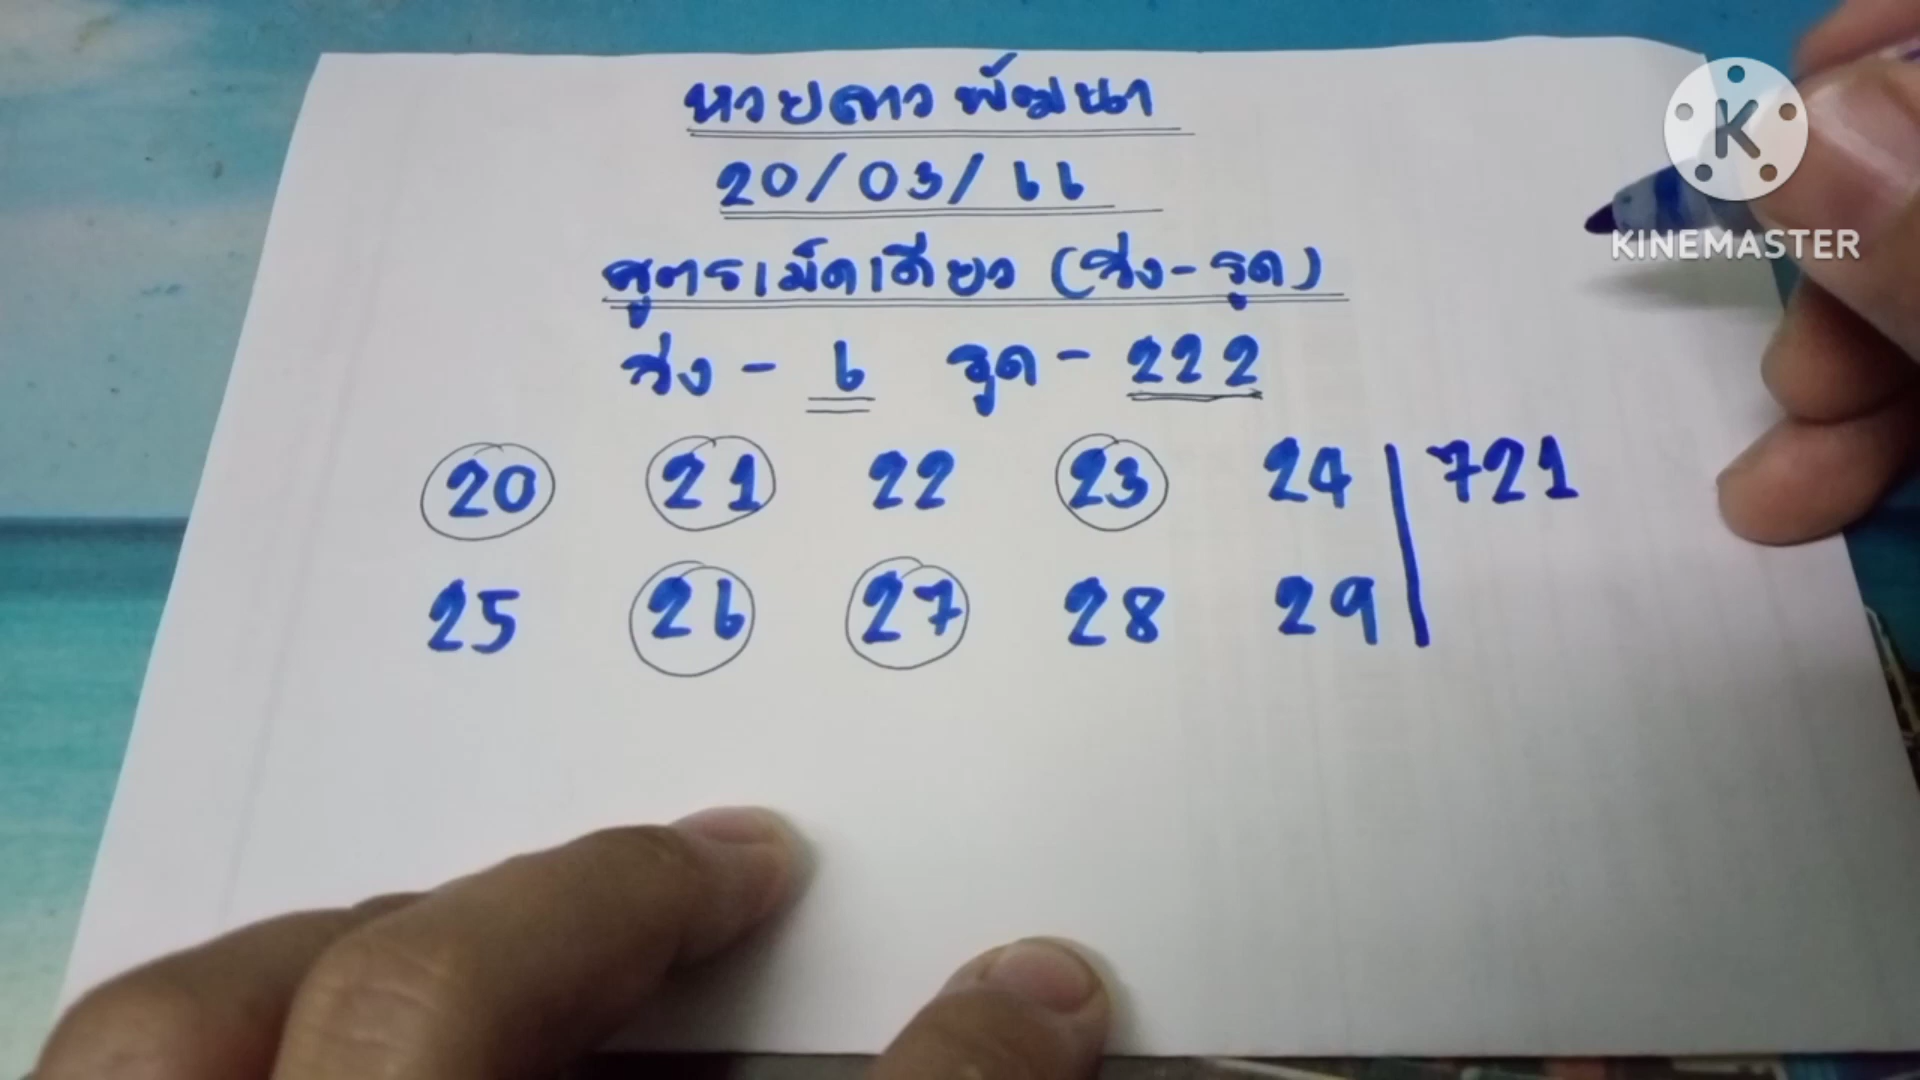 หวยลาวพัฒนา
20/03/66
สูตรเม็ดเดียว (วิ่ง-รูด)
วิ่ง - 6 รูด - 222
20 21 22 23 24 721
25 26 27 28 29
K
KINEMASTER